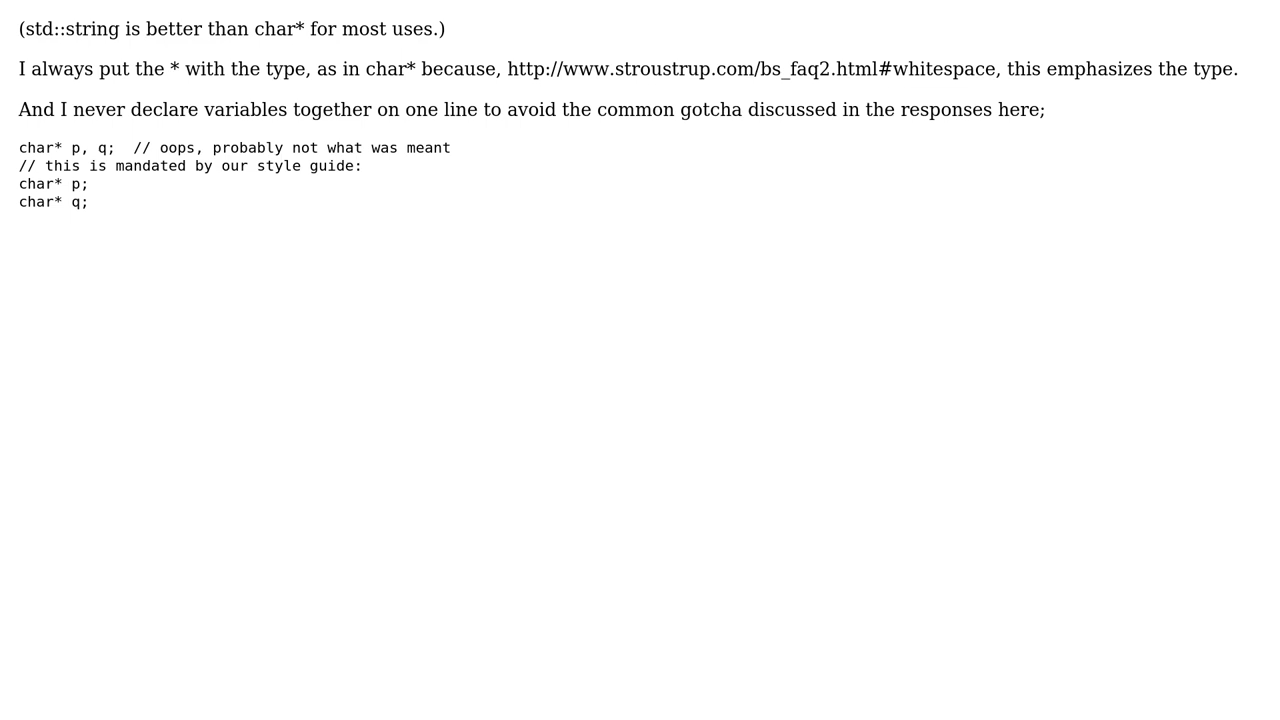 (std::string is better than char* for most uses.)
I always put the * with the type, as in char* because, http://www.stroustrup.com/bs_faq2.html#whitespace, this emphasizes the type.
And I never declare variables together on one line to avoid the common gotcha discussed in the responses here;
char* p, q;  // oops, probably not what was meant
// this is mandated by our style guide:
char* p;
char* q;